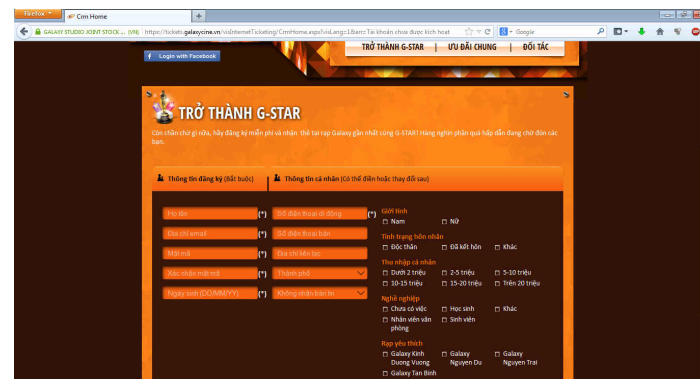 Firefox
Crm Home
GALAXY STUDIO JOINT STOCK ... (VN)
https://tickets.galaxycine.vn/visInternetTicketing/CrmHome.aspx?visLang=1&err=Tài khoản chưa được kích hoạt
Google
Login with Facebook
TRỞ THÀNH G-STAR | ƯU ĐÃI CHUNG | ĐỐI TÁC
TRỞ THÀNH G-STAR
Còn chần chừ gì nữa, hãy đăng ký miễn phí và nhận thẻ tại rạp Galaxy gần nhất cùng G-STAR! Hàng nghìn phần quà hấp dẫn đang chờ đón các
bạn.
Thông tin đăng ký (Bắt buộc) | Thông tin cá nhân (Có thể điền hoặc thay đổi sau)
Họ tên (*)
Địa chỉ email (*)
Mật mã (*)
Xác nhận mật mã (*)
Ngày sinh (DD/MM/YY) (*)
Số điện thoại di động (*)
Số điện thoại bàn
Địa chỉ liên lạc
Thành phố
Không nhận bản tin
Giới tính
Nam Nữ
Tình trạng hôn nhân
Độc thân Đã kết hôn Khác
Thu nhập cá nhân
Dưới 2 triệu 2-5 triệu 5-10 triệu
10-15 triệu 15-20 triệu Trên 20 triệu
Nghề nghiệp
Chưa có việc Học sinh Khác
Nhân viên văn phòng Sinh viên
Rạp yêu thích
Galaxy Kinh Duong Vuong Galaxy Nguyen Du Galaxy Nguyen Trai
Galaxy Tan Binh